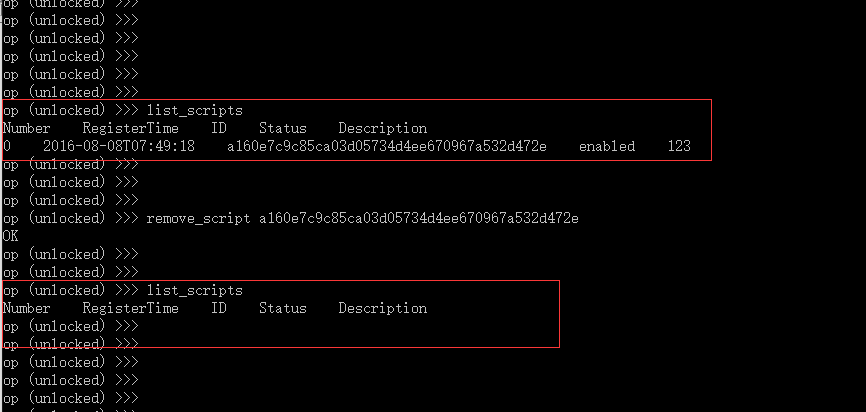 op (unlocked) >>>
op (unlocked) >>>
op (unlocked) >>>
op (unlocked) >>>
op (unlocked) >>>
op (unlocked) >>>
op (unlocked) >>> list_scripts
Number    RegisterTime    ID    Status    Description
0    2016-08-08T07:49:18    a160e7c9c85ca03d05734d4ee670967a532d472e    enabled    123
op (unlocked) >>>
op (unlocked) >>>
op (unlocked) >>>
op (unlocked) >>> remove_script a160e7c9c85ca03d05734d4ee670967a532d472e
OK
op (unlocked) >>>
op (unlocked) >>>
op (unlocked) >>> list_scripts
Number    RegisterTime    ID    Status    Description
op (unlocked) >>>
op (unlocked) >>>
op (unlocked) >>>
op (unlocked) >>>
op (unlocked) >>>